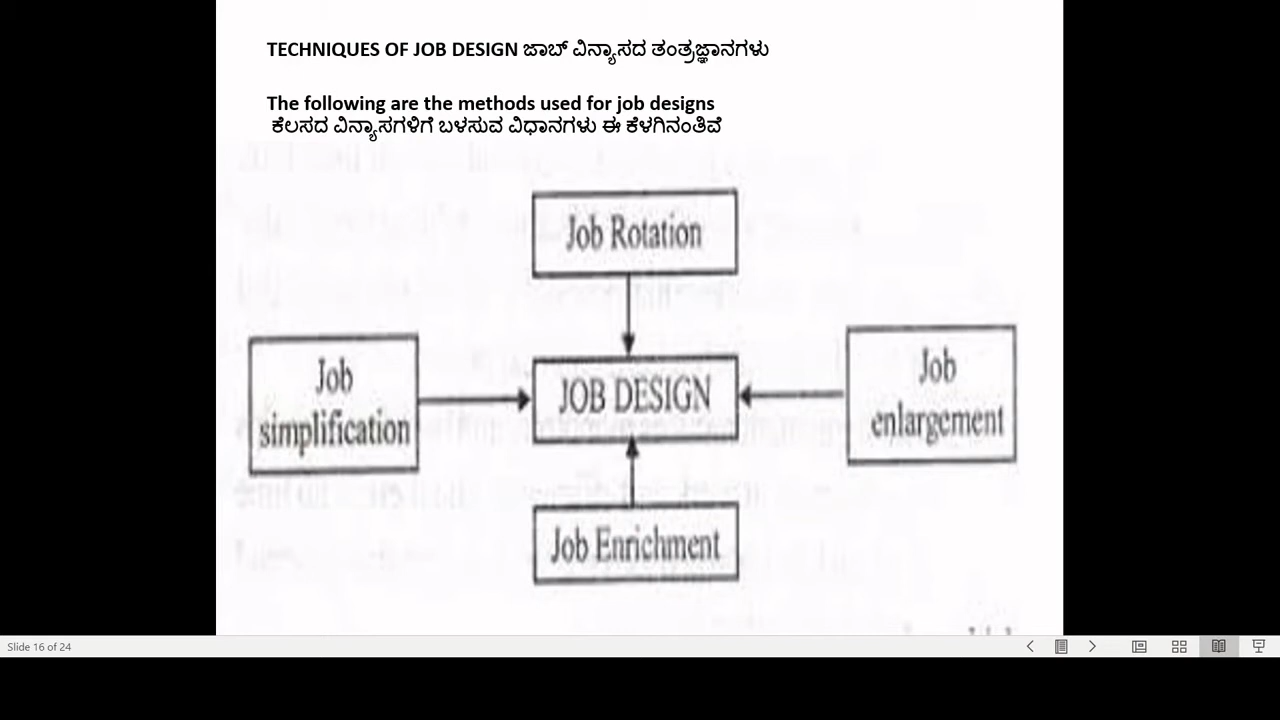 TECHNIQUES OF JOB DESIGN ಜಾಬ್ ವಿನ್ಯಾಸದ ತಂತ್ರಜ್ಞಾನಗಳು
The following are the methods used for job designs
ಕೆಲಸದ ವಿನ್ಯಾಸಗಳಿಗೆ ಬಳಸುವ ವಿಧಾನಗಳು ಈ ಕೆಳಗಿನಂತಿವೆ
Job Rotation
Job
simplification
JOB DESIGN
Job
enlargement
Job Enrichment
Slide 16 of 24